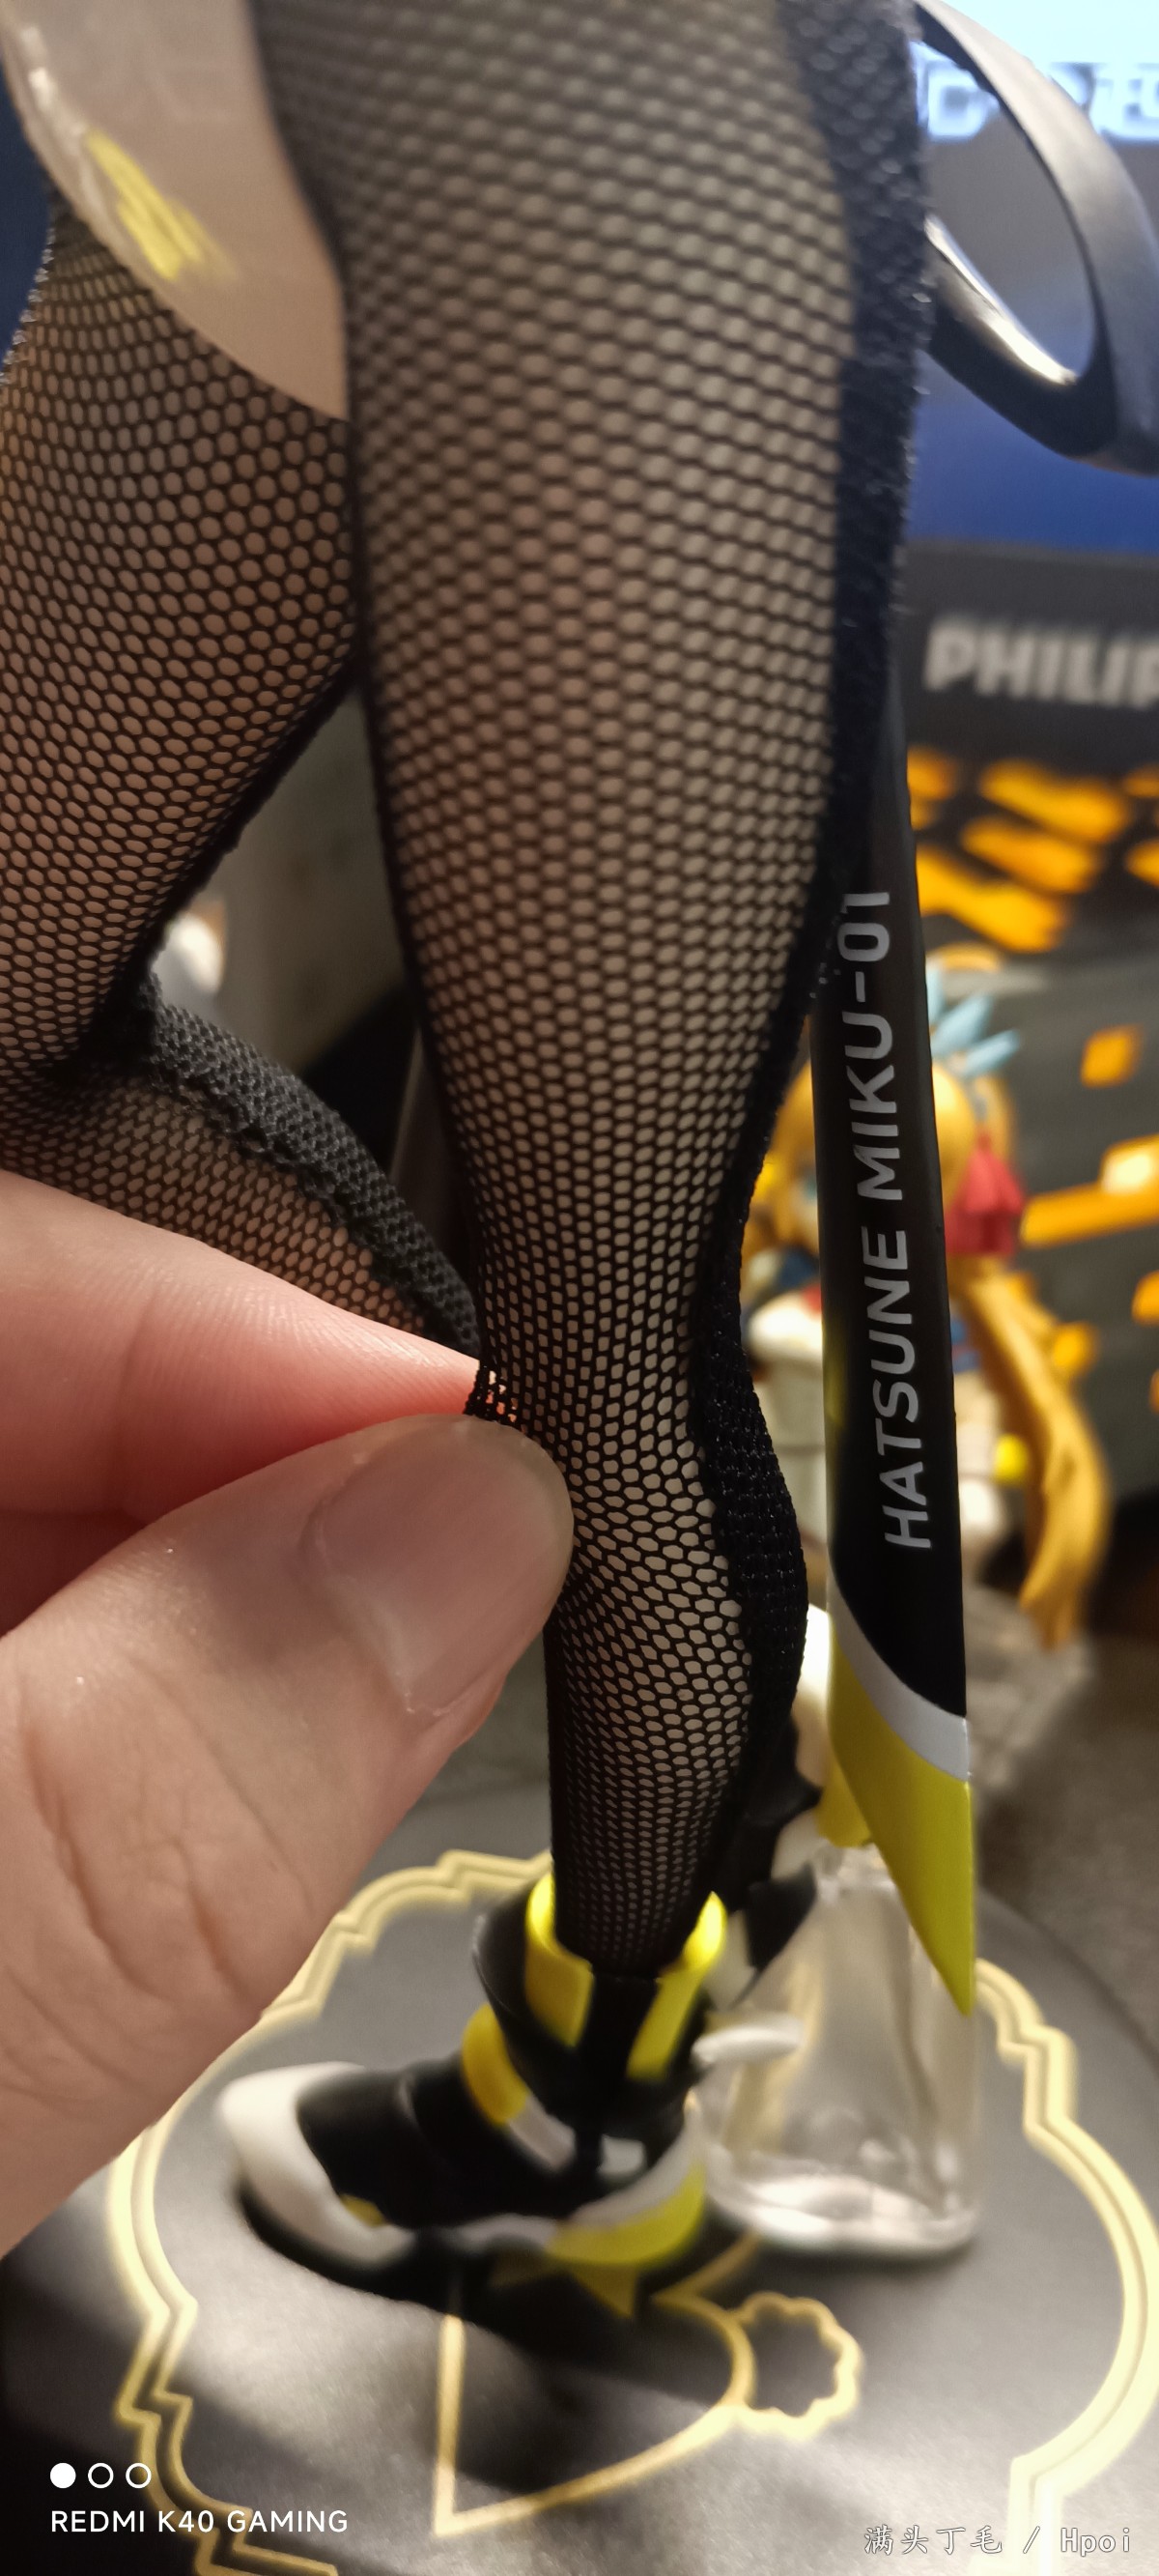 PHILIP
HATSUNE MIKU-01
REDMI K40 GAMING
满头丁毛 / Hpoi